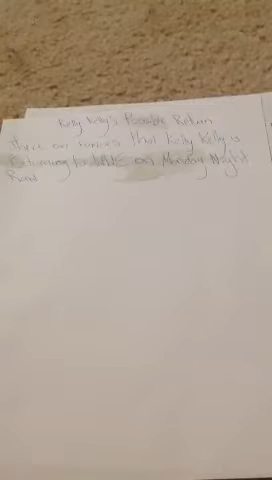 Kelly Kelly's Possible Return
there are rumors that Kelly Kelly is
Returning to WWE on Monday Night
Raw